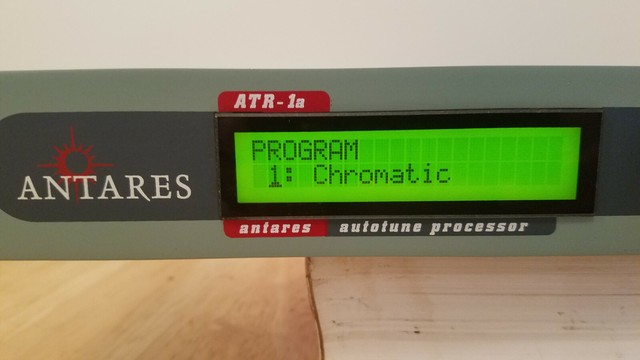 ATR-1a
PROGRAM
1: Chromatic
ANTARES
antares autotune processor